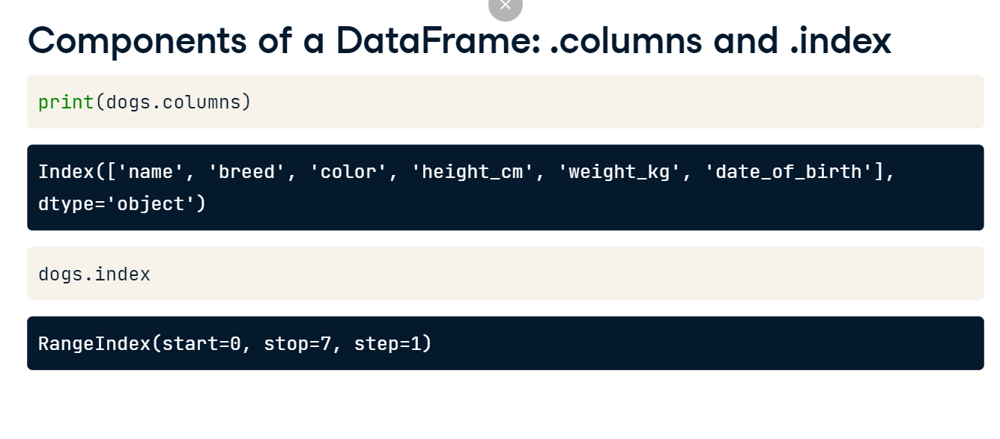 Components of a DataFrame: .columns and .index
print(dogs.columns)
Index(['name', 'breed', 'color', 'height_cm', 'weight_kg', 'date_of_birth'],
dtype='object')
dogs.index
RangeIndex(start=0, stop=7, step=1)